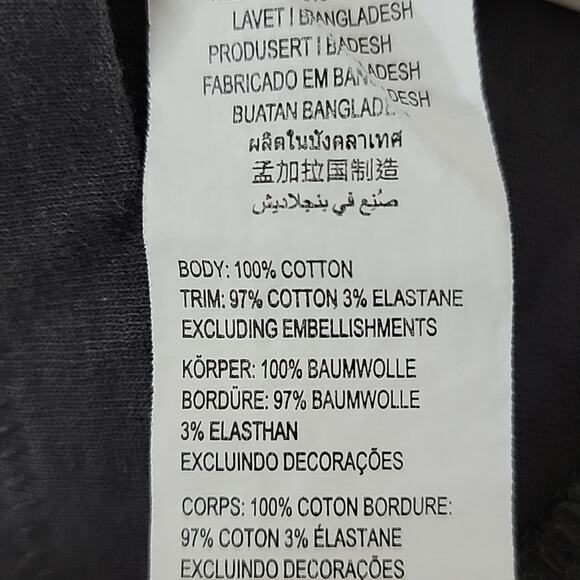 LAVET I BANGLADESH
PRODUSERT I BADESH
FABRICADO EM BANADESH
BUATAN BANGLADESH
ผลิตในบังคลาเทศ
孟加拉国制造
صُنِع في بنجلاديش
BODY: 100% COTTON
TRIM: 97% COTTON 3% ELASTANE
EXCLUDING EMBELLISHMENTS
KÖRPER: 100% BAUMWOLLE
BORDÜRE: 97% BAUMWOLLE
3% ELASTHAN
EXCLUINDO DECORAÇÕES
CORPS: 100% COTON BORDURE:
97% COTON 3% ÉLASTANE
EXCLUINDO DECORAÇÕES